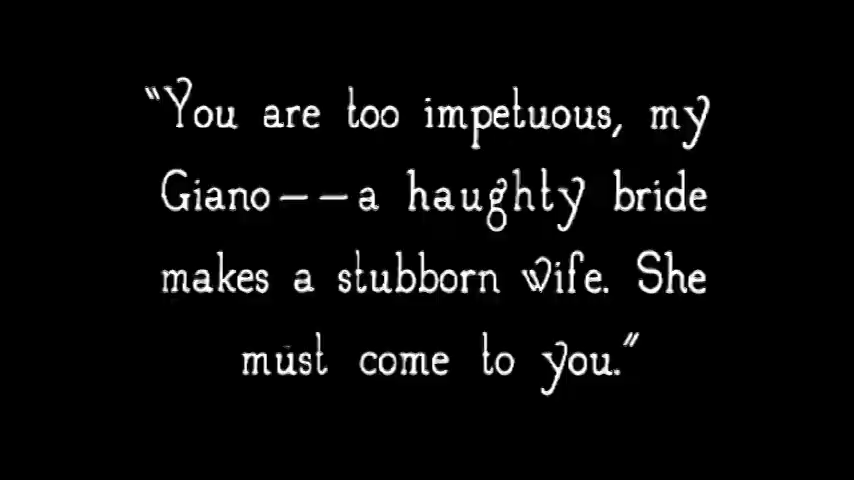 “You are too impetuous, my
Giano——a haughty bride
makes a stubborn wife. She
must come to you.”